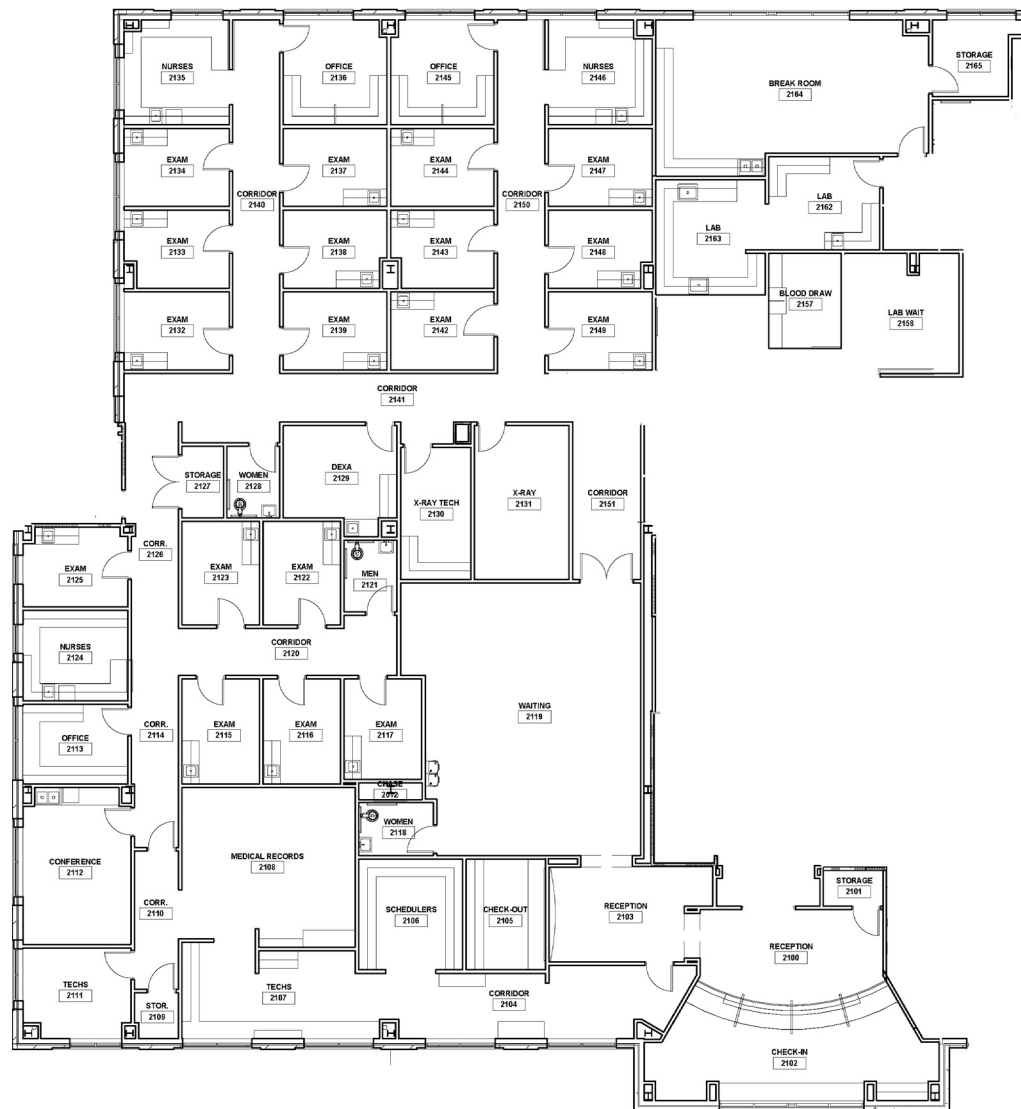 NURSES
2135
OFFICE
2136
OFFICE
2145
NURSES
2146
STORAGE
2165
BREAK ROOM
2164
EXAM
2134
EXAM
2137
EXAM
2144
EXAM
2147
CORRIDOR
2140
CORRIDOR
2150
LAB
2162
LAB
2163
EXAM
2133
EXAM
2138
EXAM
2143
EXAM
2148
BLOOD DRAW
2157
LAB WAIT
2158
EXAM
2132
EXAM
2139
EXAM
2142
EXAM
2149
CORRIDOR
2141
STORAGE
2127
WOMEN
2128
DEXA
2129
X-RAY TECH
2130
X-RAY
2131
CORRIDOR
2151
CORR.
2126
EXAM
2125
EXAM
2123
EXAM
2122
MEN
2121
NURSES
2124
CORRIDOR
2120
OFFICE
2113
CORR.
2114
EXAM
2115
EXAM
2116
EXAM
2117
WAITING
2119
CHASE
2012
WOMEN
2118
CONFERENCE
2112
MEDICAL RECORDS
2108
CORR.
2110
SCHEDULERS
2106
CHECK-OUT
2105
RECEPTION
2103
STORAGE
2101
RECEPTION
2100
TECHS
2111
STOR.
2109
TECHS
2107
CORRIDOR
2104
CHECK-IN
2102